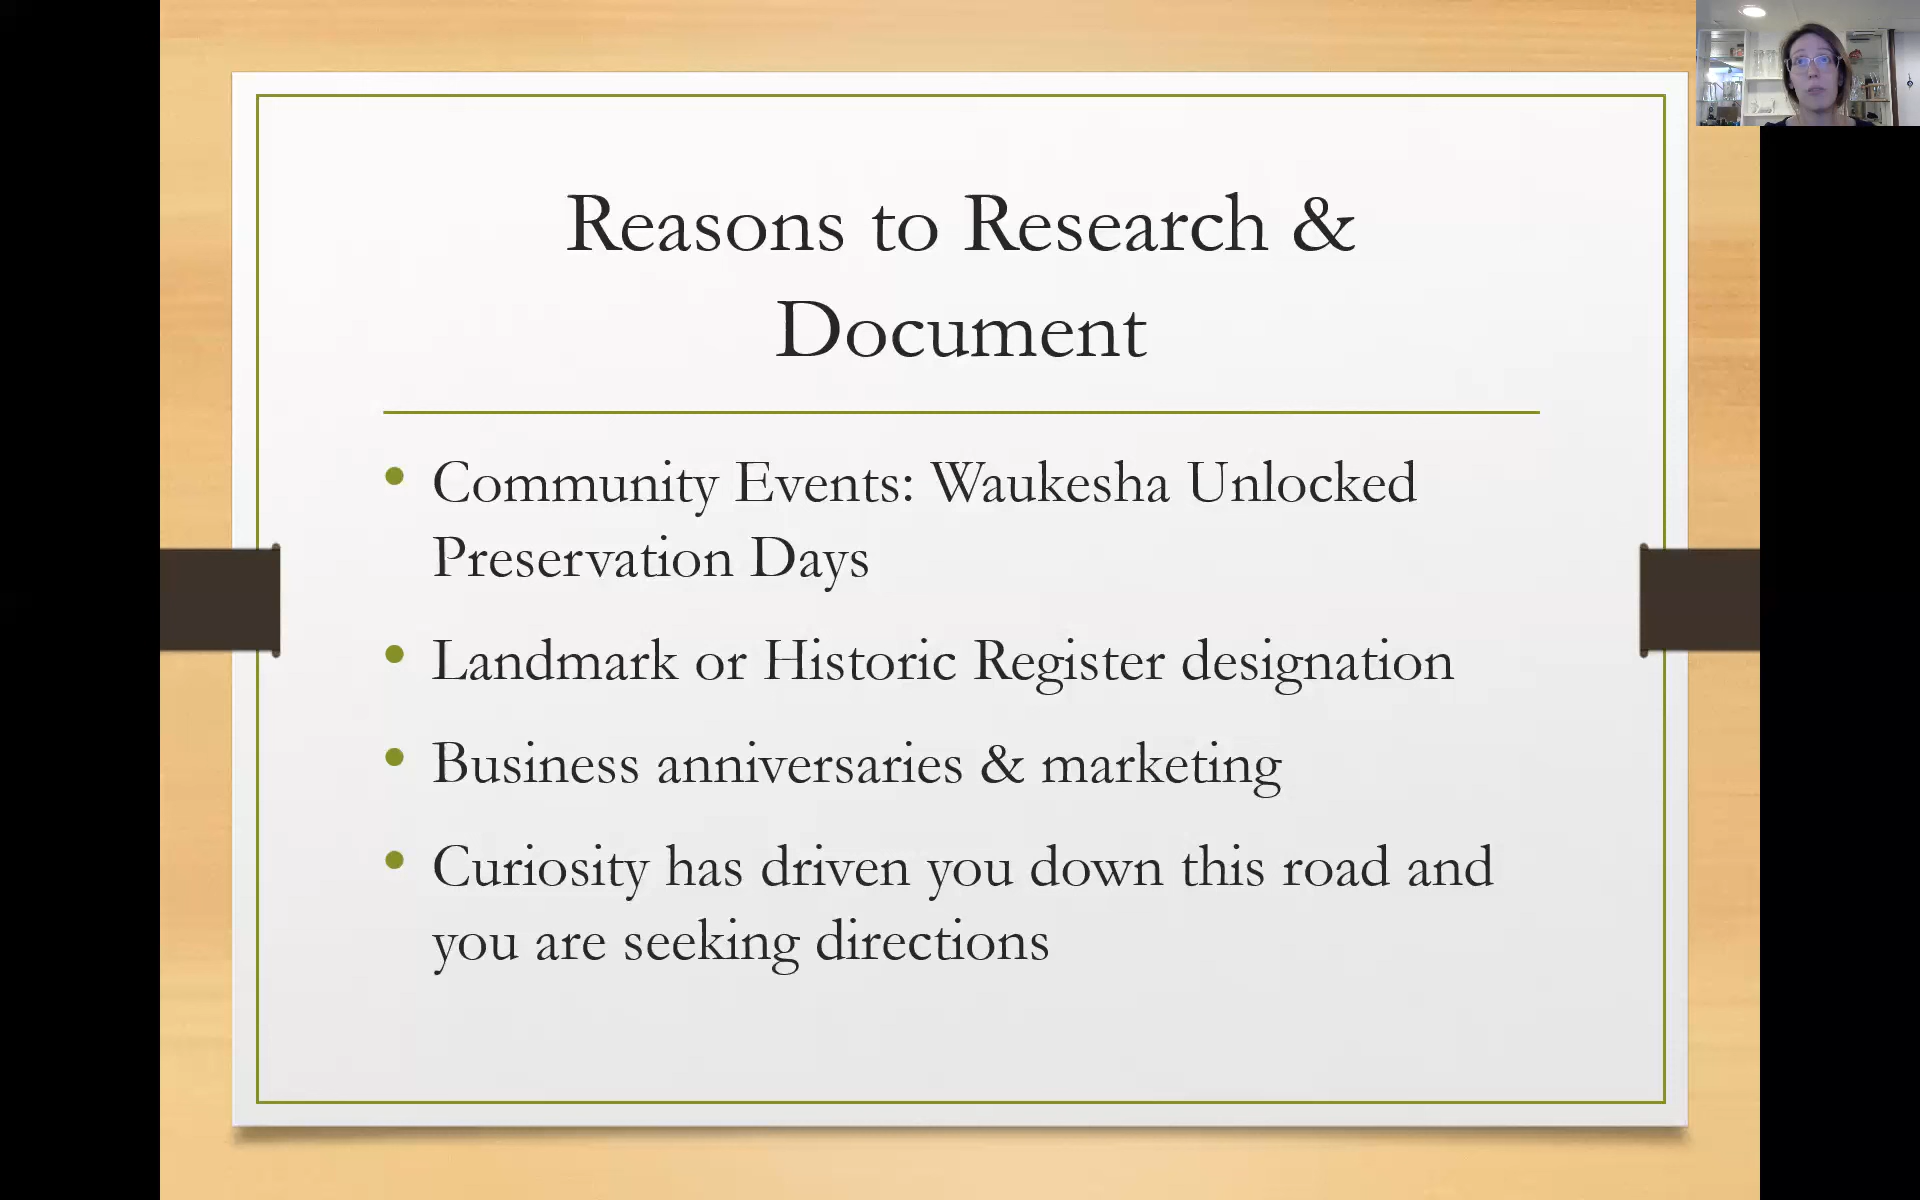 Reasons to Research &
Document
• Community Events: Waukesha Unlocked
Preservation Days
• Landmark or Historic Register designation
• Business anniversaries & marketing
• Curiosity has driven you down this road and
you are seeking directions